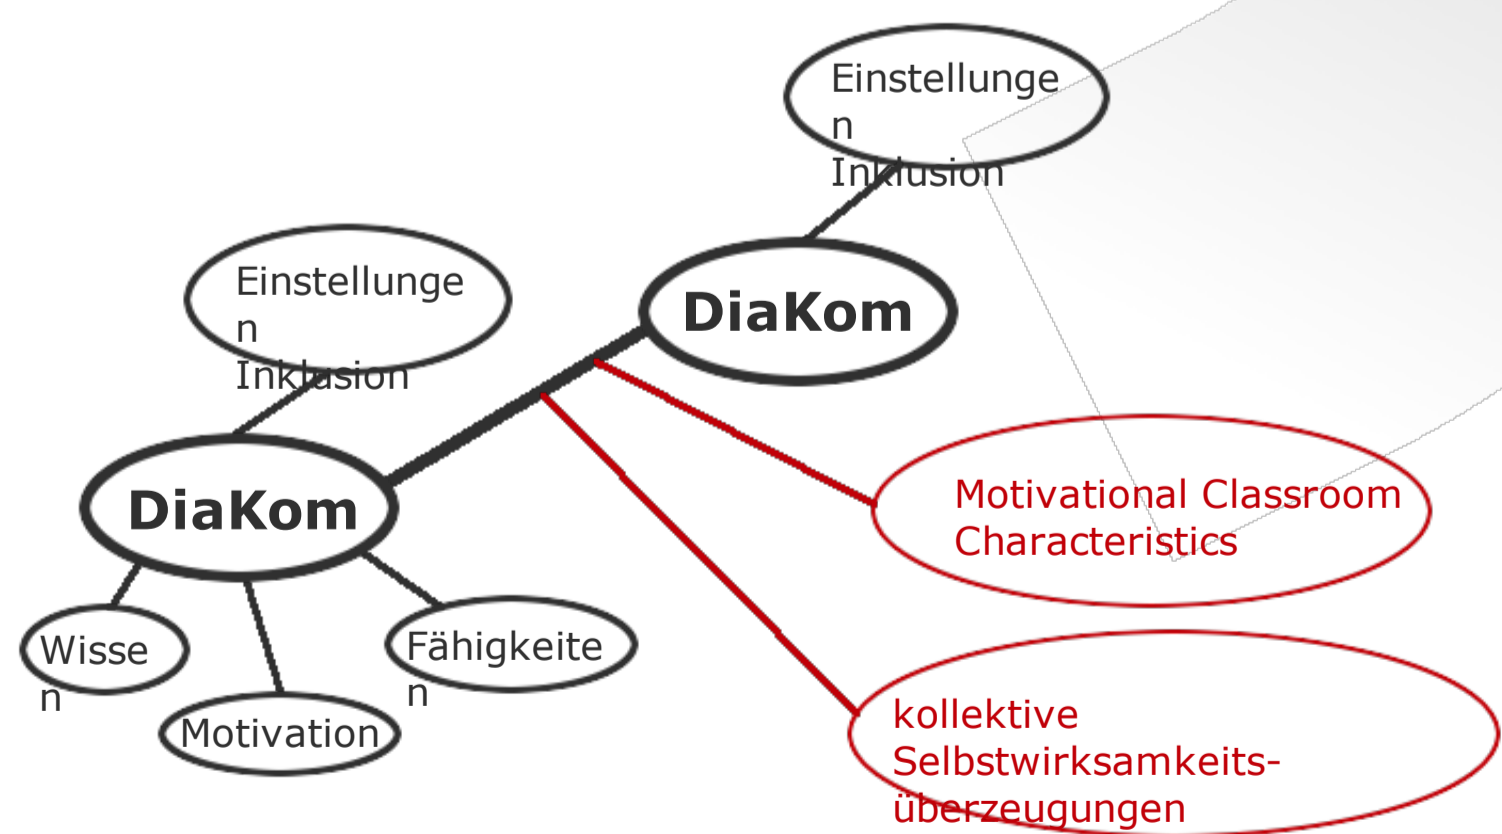 Einstellunge
n
Inklusion
Einstellunge
n
Inklusion
DiaKom
DiaKom
Motivational Classroom
Characteristics
Wisse
n
Fähigkeite
n
Motivation
kollektive
Selbstwirksamkeits-
überzeugungen